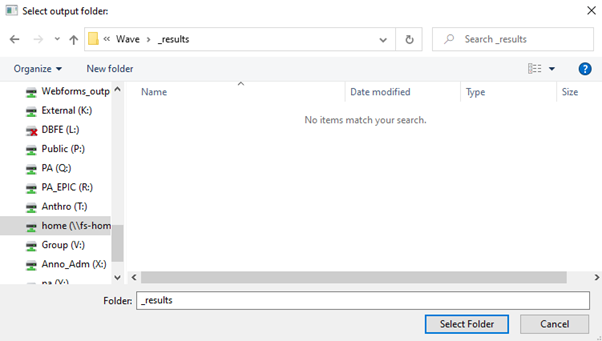 Select output folder:
« Wave › _results
Search _results
Organize
New folder
Name
Date modified
Type
Size
No items match your search.
Webforms_outp
External (K:)
DBFE (L:)
Public (P:)
PA (Q:)
PA_EPIC (R:)
Anthro (T:)
home (\\fs-hom
Group (V:)
Anno_Adm (X:)
Folder: _results
Select Folder
Cancel